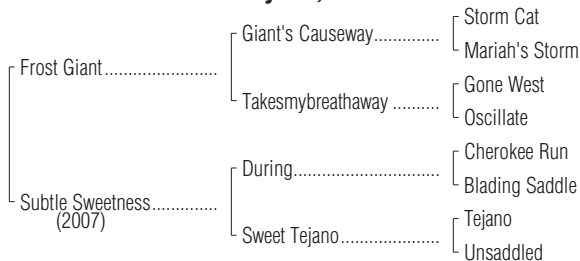 Storm Cat
Giant's Causeway...............
Mariah's Storm
Frost Giant..........................
Gone West
Takesmybreathaway ..........
Oscillate
Cherokee Run
During..................................
Blading Saddle
Subtle Sweetness...............
(2007)
Tejano
Sweet Tejano.......................
Unsaddled